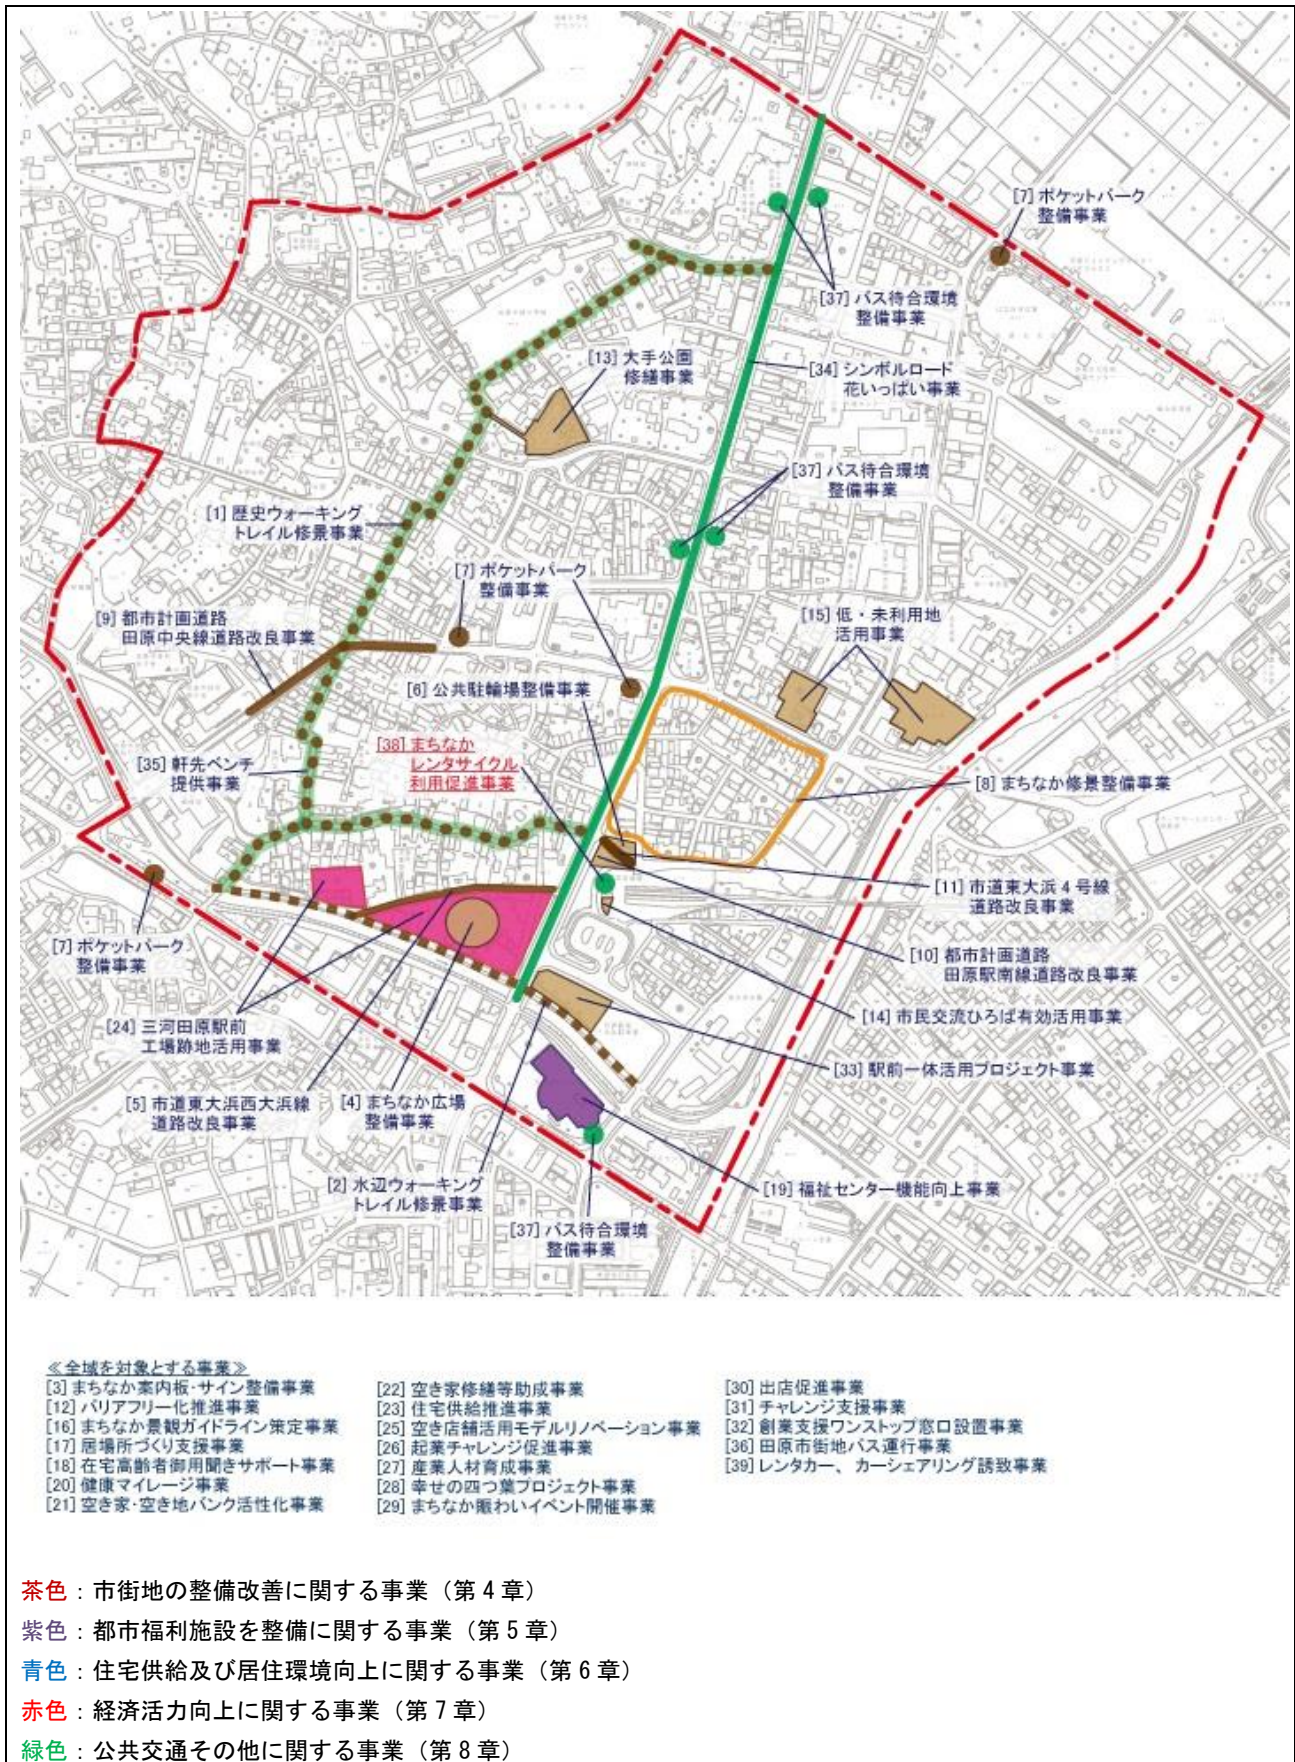 [7] ポケットパーク
整備事業
[37] バス待合環境
整備事業
[13] 大手公園
修繕事業
[34] シンボルロード
花いっぱい事業
[37] バス待合環境
整備事業
[1] 歴史ウォーキング
トレイル修景事業
[7] ポケットパーク
整備事業
[9] 都市計画道路
田原中央線道路改良事業
[15] 低・未利用地
活用事業
[6] 公共駐輪場整備事業
[38] まちなか
レンタサイクル
利用促進事業
[35] 軒先ベンチ
提供事業
[8] まちなか修景整備事業
[11] 市道東大浜4号線
道路改良事業
[7] ポケットパーク
整備事業
[10] 都市計画道路
田原駅南線道路改良事業
[24] 三河田原駅前
工場跡地活用事業
[14] 市民交流ひろば有効活用事業
[33] 駅前一体活用プロジェクト事業
[5] 市道東大浜西大浜線
道路改良事業
[4] まちなか広場
整備事業
[2] 水辺ウォーキング
トレイル修景事業
[19] 福祉センター機能向上事業
[37] バス待合環境
整備事業
≪全域を対象とする事業≫
[3] まちなか案内板・サイン整備事業
[12] バリアフリー化推進事業
[16] まちなか景観ガイドライン策定事業
[17] 居場所づくり支援事業
[18] 在宅高齢者御用聞きサポート事業
[20] 健康マイレージ事業
[21] 空き家・空き地バンク活性化事業
[22] 空き家修繕等助成事業
[23] 住宅供給推進事業
[25] 空き店舗活用モデルリノベーション事業
[26] 起業チャレンジ促進事業
[27] 産業人材育成事業
[28] 幸せの四つ葉プロジェクト事業
[29] まちなか賑わいイベント開催事業
[30] 出店促進事業
[31] チャレンジ支援事業
[32] 創業支援ワンストップ窓口設置事業
[36] 田原市街地バス運行事業
[39] レンタカー、カーシェアリング誘致事業
茶色：市街地の整備改善に関する事業（第4章）
紫色：都市福利施設を整備に関する事業（第5章）
青色：住宅供給及び居住環境向上に関する事業（第6章）
赤色：経済活力向上に関する事業（第7章）
緑色：公共交通その他に関する事業（第8章）